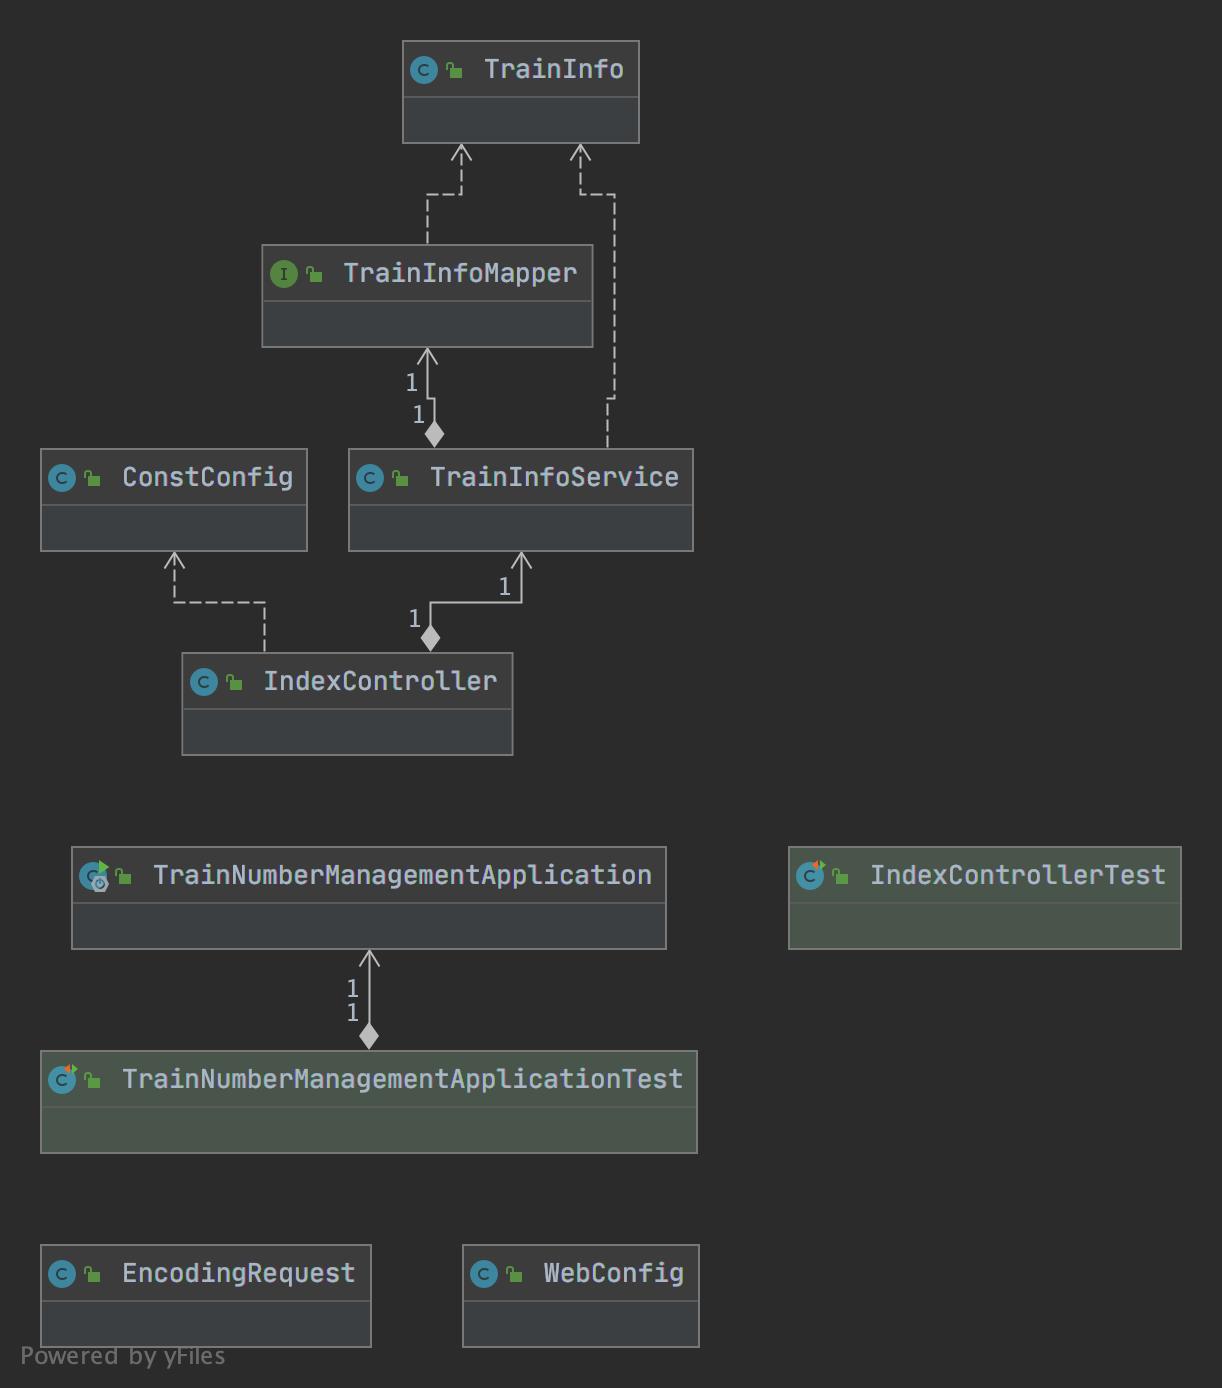 C TrainInfo
I TrainInfoMapper
1
1
C ConstConfig
C TrainInfoService
1
1
C IndexController
C TrainNumberManagementApplication
C IndexControllerTest
1
1
C TrainNumberManagementApplicationTest
C EncodingRequest
C WebConfig
Powered by yFiles